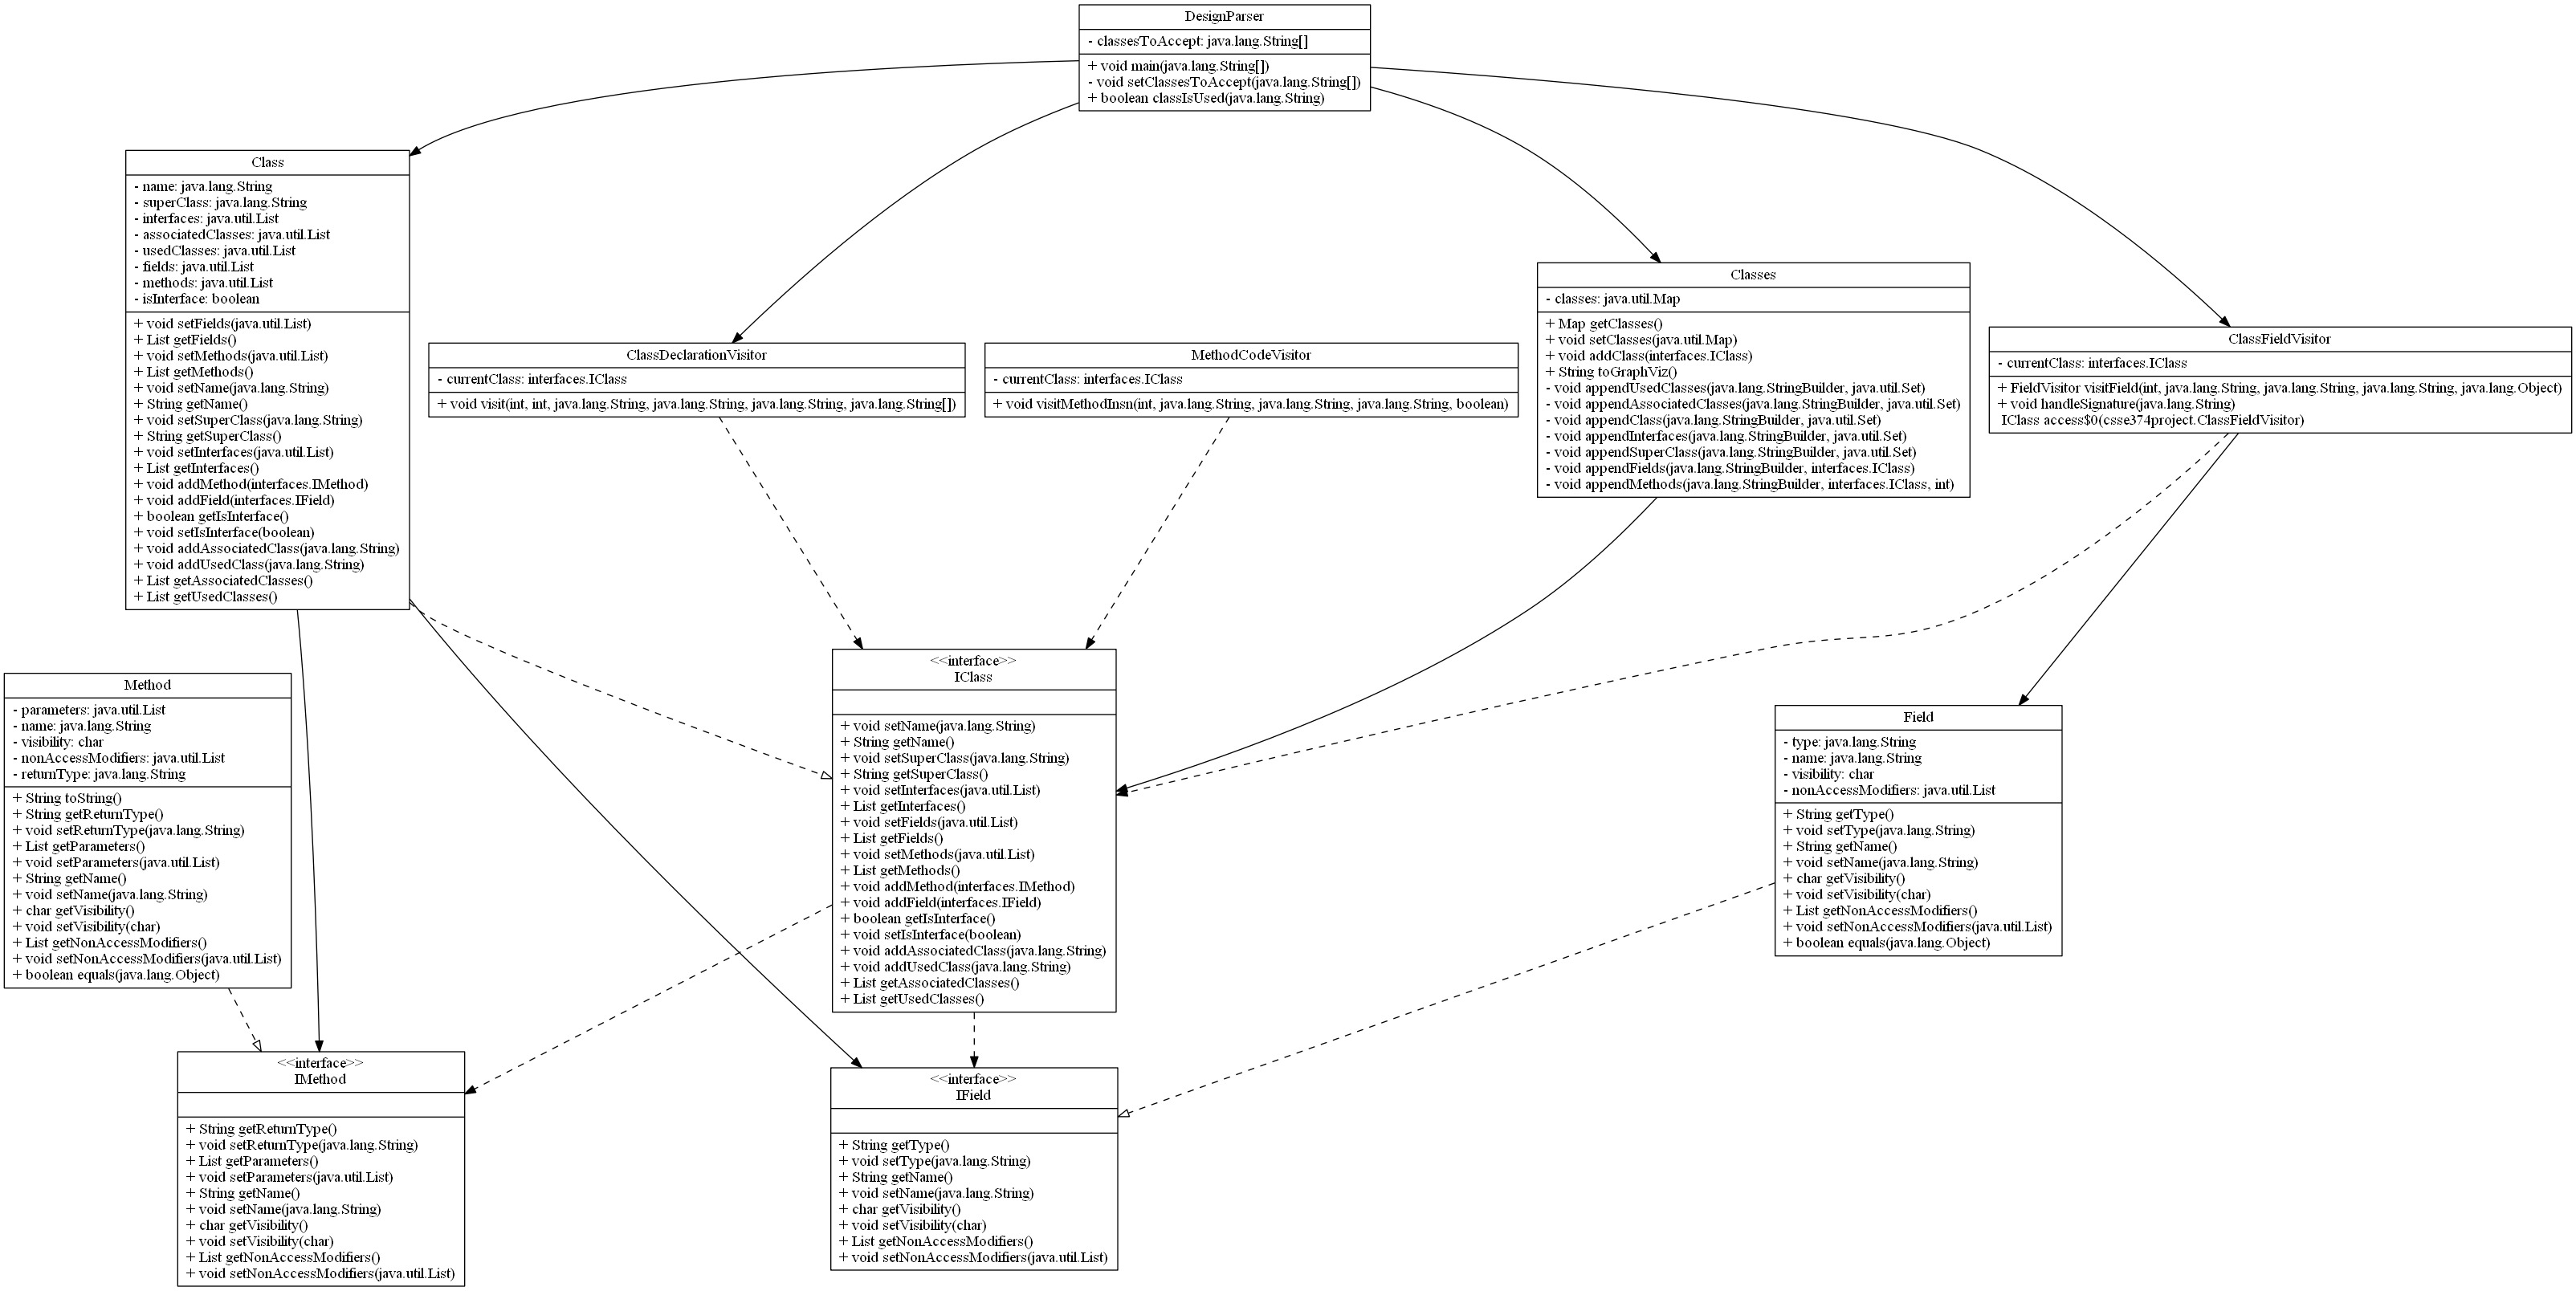 DesignParser
- classesToAccept: java.lang.String[]
+ void main(java.lang.String[])
- void setClassesToAccept(java.lang.String[])
+ boolean classIsUsed(java.lang.String)
Class
- name: java.lang.String
- superClass: java.lang.String
- interfaces: java.util.List
- associatedClasses: java.util.List
- usedClasses: java.util.List
- fields: java.util.List
- methods: java.util.List
- isInterface: boolean
+ void setFields(java.util.List)
+ List getFields()
+ void setMethods(java.util.List)
+ List getMethods()
+ void setName(java.lang.String)
+ String getName()
+ void setSuperClass(java.lang.String)
+ String getSuperClass()
+ void setInterfaces(java.util.List)
+ List getInterfaces()
+ void addMethod(interfaces.IMethod)
+ void addField(interfaces.IField)
+ boolean getIsInterface()
+ void setIsInterface(boolean)
+ void addAssociatedClass(java.lang.String)
+ void addUsedClass(java.lang.String)
+ List getAssociatedClasses()
+ List getUsedClasses()
ClassDeclarationVisitor
- currentClass: interfaces.IClass
+ void visit(int, int, java.lang.String, java.lang.String, java.lang.String, java.lang.String[])
MethodCodeVisitor
- currentClass: interfaces.IClass
+ void visitMethodInsn(int, java.lang.String, java.lang.String, java.lang.String, boolean)
Classes
- classes: java.util.Map
+ Map getClasses()
+ void setClasses(java.util.Map)
+ void addClass(interfaces.IClass)
+ String toGraphViz()
- void appendUsedClasses(java.lang.StringBuilder, java.util.Set)
- void appendAssociatedClasses(java.lang.StringBuilder, java.util.Set)
- void appendClass(java.lang.StringBuilder, java.util.Set)
- void appendInterfaces(java.lang.StringBuilder, java.util.Set)
- void appendSuperClass(java.lang.StringBuilder, java.util.Set)
- void appendFields(java.lang.StringBuilder, interfaces.IClass)
- void appendMethods(java.lang.StringBuilder, interfaces.IClass, int)
ClassFieldVisitor
- currentClass: interfaces.IClass
+ FieldVisitor visitField(int, java.lang.String, java.lang.String, java.lang.String, java.lang.Object)
+ void handleSignature(java.lang.String)
IClass access$0(csse374project.ClassFieldVisitor)
Method
- parameters: java.util.List
- name: java.lang.String
- visibility: char
- nonAccessModifiers: java.util.List
- returnType: java.lang.String
+ String toString()
+ String getReturnType()
+ void setReturnType(java.lang.String)
+ List getParameters()
+ void setParameters(java.util.List)
+ String getName()
+ void setName(java.lang.String)
+ char getVisibility()
+ void setVisibility(char)
+ List getNonAccessModifiers()
+ void setNonAccessModifiers(java.util.List)
+ boolean equals(java.lang.Object)
<<interface>>
IClass
+ void setName(java.lang.String)
+ String getName()
+ void setSuperClass(java.lang.String)
+ String getSuperClass()
+ void setInterfaces(java.util.List)
+ List getInterfaces()
+ void setFields(java.util.List)
+ List getFields()
+ void setMethods(java.util.List)
+ List getMethods()
+ void addMethod(interfaces.IMethod)
+ void addField(interfaces.IField)
+ boolean getIsInterface()
+ void setIsInterface(boolean)
+ void addAssociatedClass(java.lang.String)
+ void addUsedClass(java.lang.String)
+ List getAssociatedClasses()
+ List getUsedClasses()
Field
- type: java.lang.String
- name: java.lang.String
- visibility: char
- nonAccessModifiers: java.util.List
+ String getType()
+ void setType(java.lang.String)
+ String getName()
+ void setName(java.lang.String)
+ char getVisibility()
+ void setVisibility(char)
+ List getNonAccessModifiers()
+ void setNonAccessModifiers(java.util.List)
+ boolean equals(java.lang.Object)
<<interface>>
IMethod
+ String getReturnType()
+ void setReturnType(java.lang.String)
+ List getParameters()
+ void setParameters(java.util.List)
+ String getName()
+ void setName(java.lang.String)
+ char getVisibility()
+ void setVisibility(char)
+ List getNonAccessModifiers()
+ void setNonAccessModifiers(java.util.List)
<<interface>>
IField
+ String getType()
+ void setType(java.lang.String)
+ String getName()
+ void setName(java.lang.String)
+ char getVisibility()
+ void setVisibility(char)
+ List getNonAccessModifiers()
+ void setNonAccessModifiers(java.util.List)